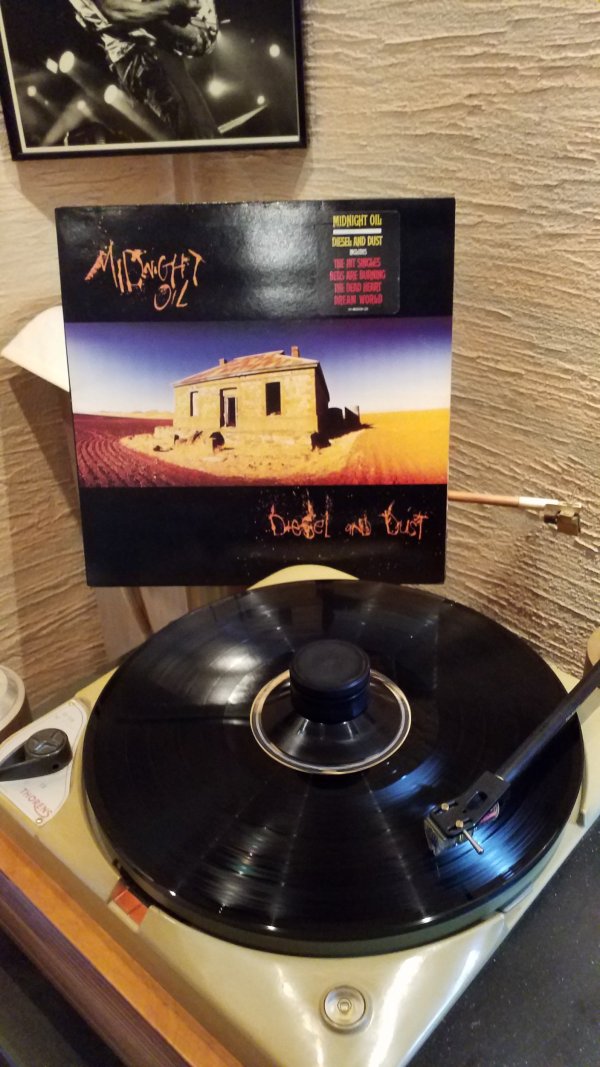 MIDNIGHT
OIL
MIDNIGHT OIL
DIESEL AND DUST
INCLUDES
THE HIT SINGLES
BEDS ARE BURNING
THE DEAD HEART
DREAM WORLD
DIESEL AND DUST
THORENS